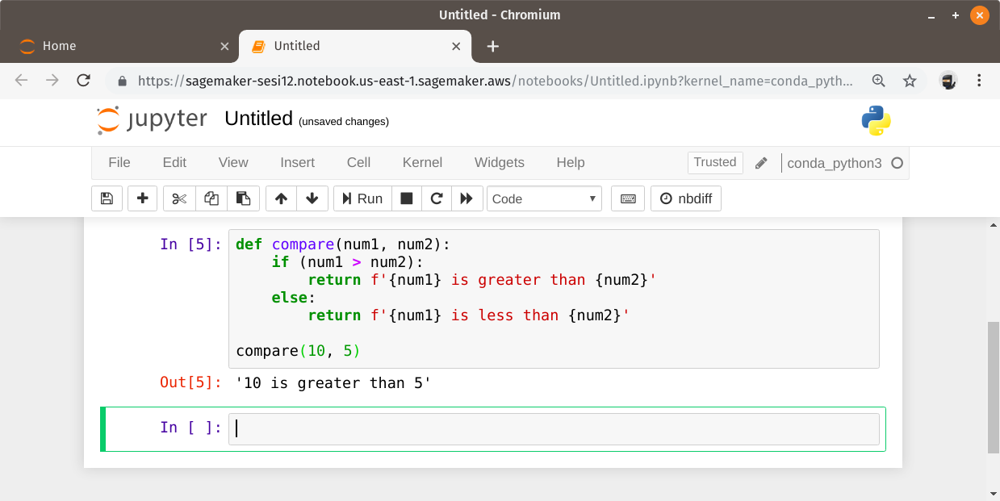 Untitled - Chromium
Home
Untitled
https://sagemaker-sesi12.notebook.us-east-1.sagemaker.aws/notebooks/Untitled.ipynb?kernel_name=conda_pyth...
jupyter Untitled (unsaved changes)
File Edit View Insert Cell Kernel Widgets Help Trusted conda_python3
Run Code nbdiff
In [5]: def compare(num1, num2):
    if (num1 > num2):
        return f'{num1} is greater than {num2}'
    else:
        return f'{num1} is less than {num2}'
compare(10, 5)
Out[5]: '10 is greater than 5'
In [ ]: